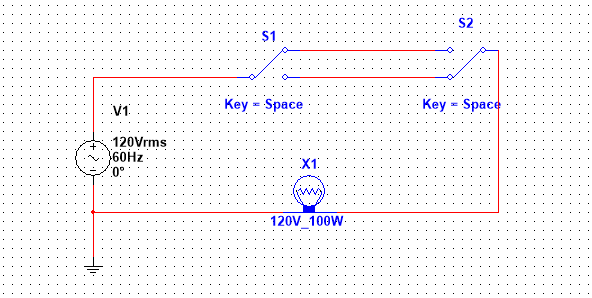 S1
S2
Key = Space
Key = Space
V1
120Vrms
60Hz
0°
X1
120V_100W